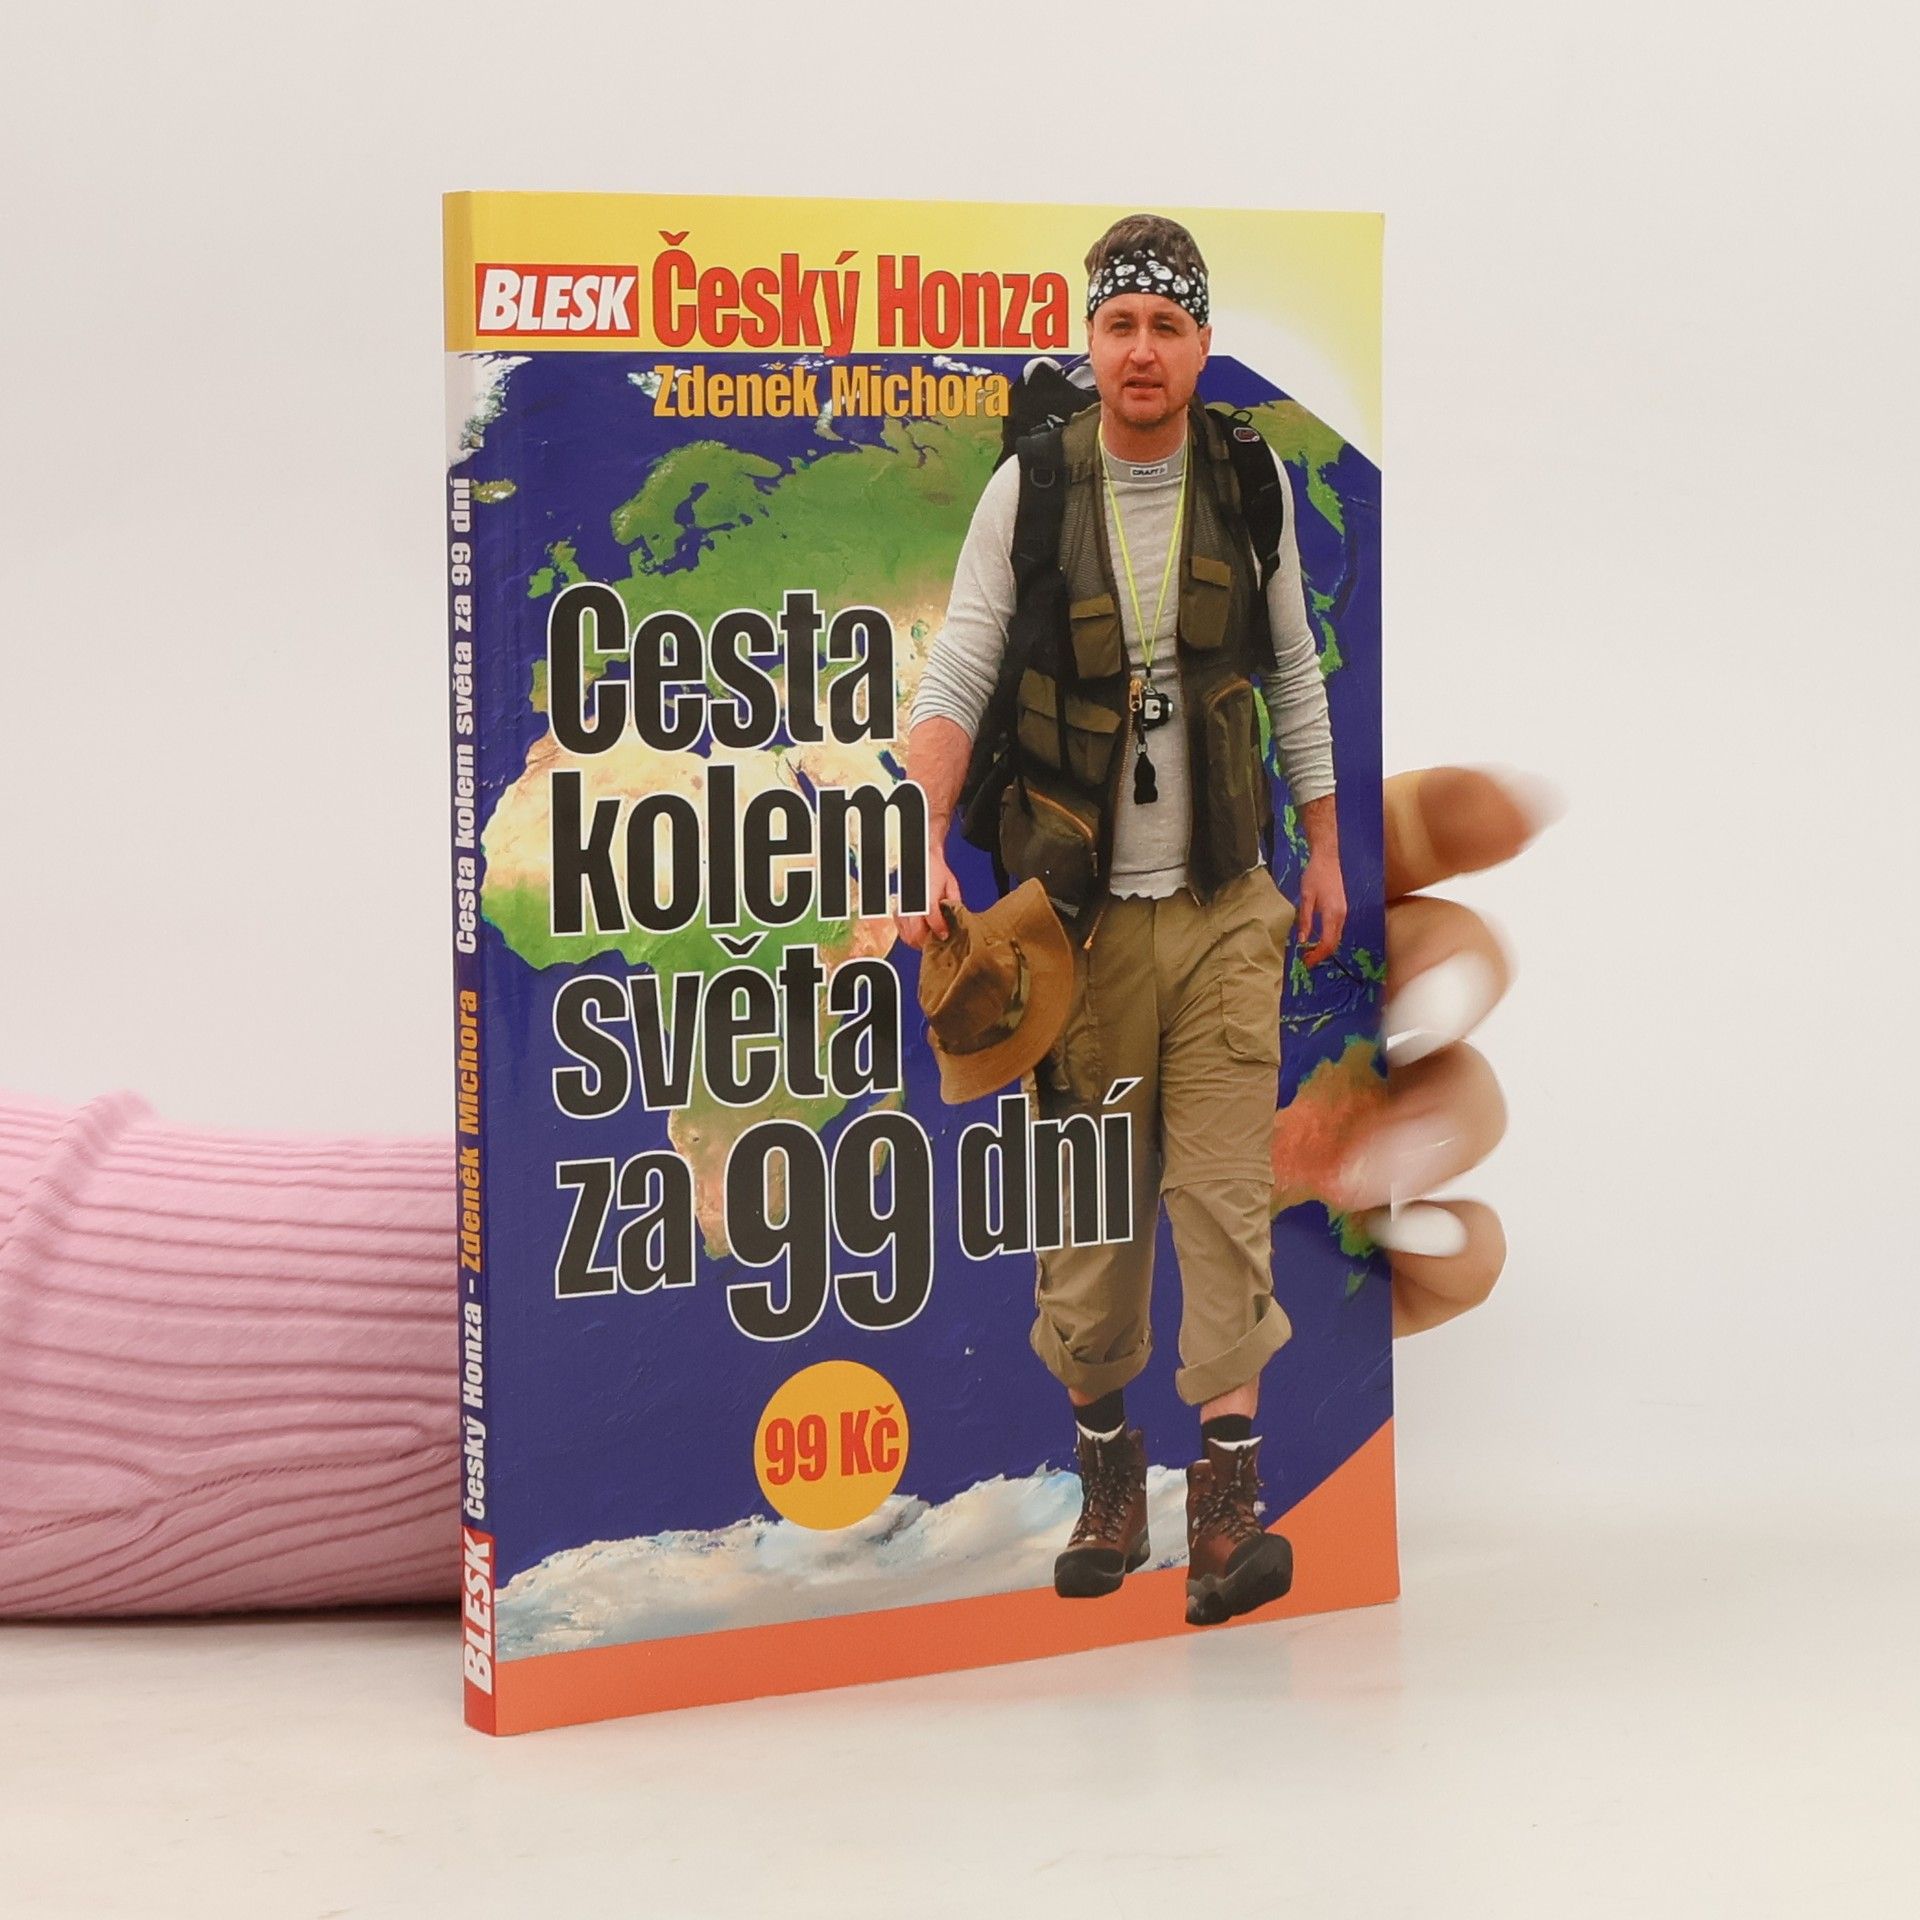 BLESK Český Honza
Zdeněk Michora
CRAFT
Cesta
kolem
světa
za 99 dní
99 Kč
BLESK Český Honza - Zdeněk Michora Cesta kolem světa za 99 dní